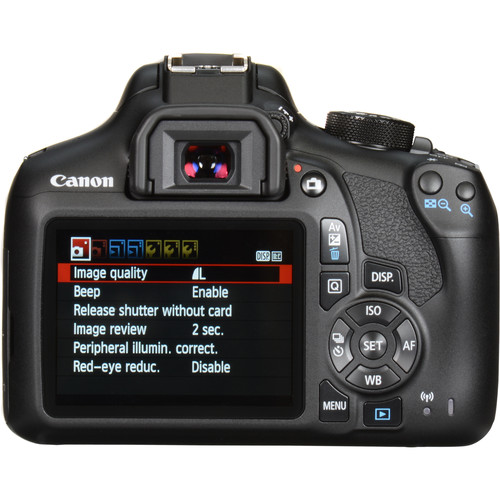 Canon
Av
DISP.
Image quality L
Beep Enable
Release shutter without card
Image review 2 sec.
Peripheral illumin. correct.
Red-eye reduc. Disable
Q
DISP.
ISO
SET
AF
WB
MENU